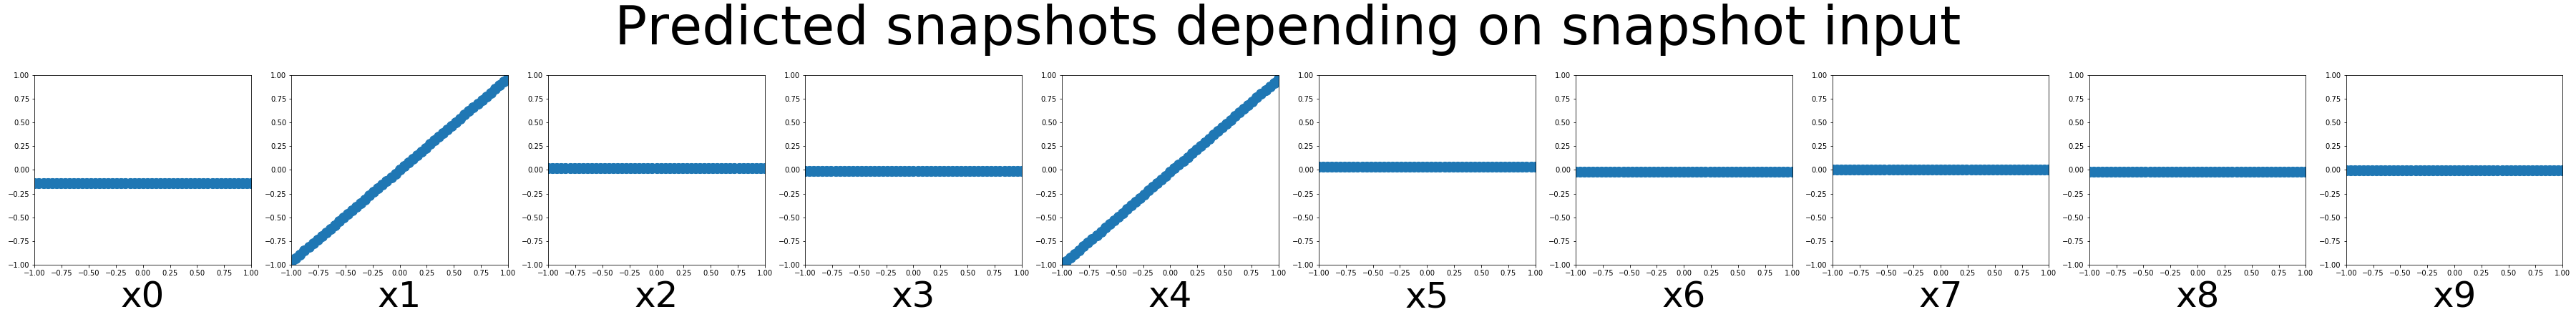 Predicted snapshots depending on snapshot input
1.00 1.00 1.00 1.00 1.00 1.00 1.00 1.00 1.00 1.00
0.75 0.75 0.75 0.75 0.75 0.75 0.75 0.75 0.75 0.75
0.50 0.50 0.50 0.50 0.50 0.50 0.50 0.50 0.50 0.50
0.25 0.25 0.25 0.25 0.25 0.25 0.25 0.25 0.25 0.25
0.00 0.00 0.00 0.00 0.00 0.00 0.00 0.00 0.00 0.00
−0.25 −0.25 −0.25 −0.25 −0.25 −0.25 −0.25 −0.25 −0.25 −0.25
−0.50 −0.50 −0.50 −0.50 −0.50 −0.50 −0.50 −0.50 −0.50 −0.50
−0.75 −0.75 −0.75 −0.75 −0.75 −0.75 −0.75 −0.75 −0.75 −0.75
−1.00 −1.00 −1.00 −1.00 −1.00 −1.00 −1.00 −1.00 −1.00 −1.00
−1.00 −0.75 −0.50 −0.25 0.00 0.25 0.50 0.75 1.00 −1.00 −0.75 −0.50 −0.25 0.00 0.25 0.50 0.75 1.00 −1.00 −0.75 −0.50 −0.25 0.00 0.25 0.50 0.75 1.00 −1.00 −0.75 −0.50 −0.25 0.00 0.25 0.50 0.75 1.00 −1.00 −0.75 −0.50 −0.25 0.00 0.25 0.50 0.75 1.00 −1.00 −0.75 −0.50 −0.25 0.00 0.25 0.50 0.75 1.00 −1.00 −0.75 −0.50 −0.25 0.00 0.25 0.50 0.75 1.00 −1.00 −0.75 −0.50 −0.25 0.00 0.25 0.50 0.75 1.00 −1.00 −0.75 −0.50 −0.25 0.00 0.25 0.50 0.75 1.00 −1.00 −0.75 −0.50 −0.25 0.00 0.25 0.50 0.75 1.00
x0 x1 x2 x3 x4 x5 x6 x7 x8 x9